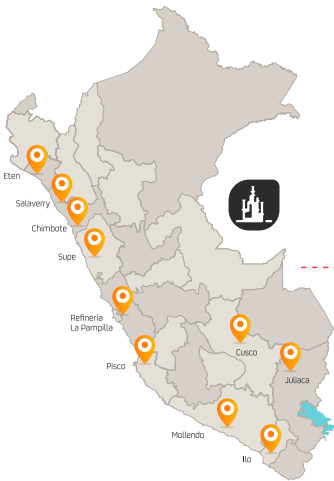 Eten
Salaverry
Chimbote
Supe
Refinería
La Pampilla
Pisco
Cusco
Juliaca
Mollendo
Ilo